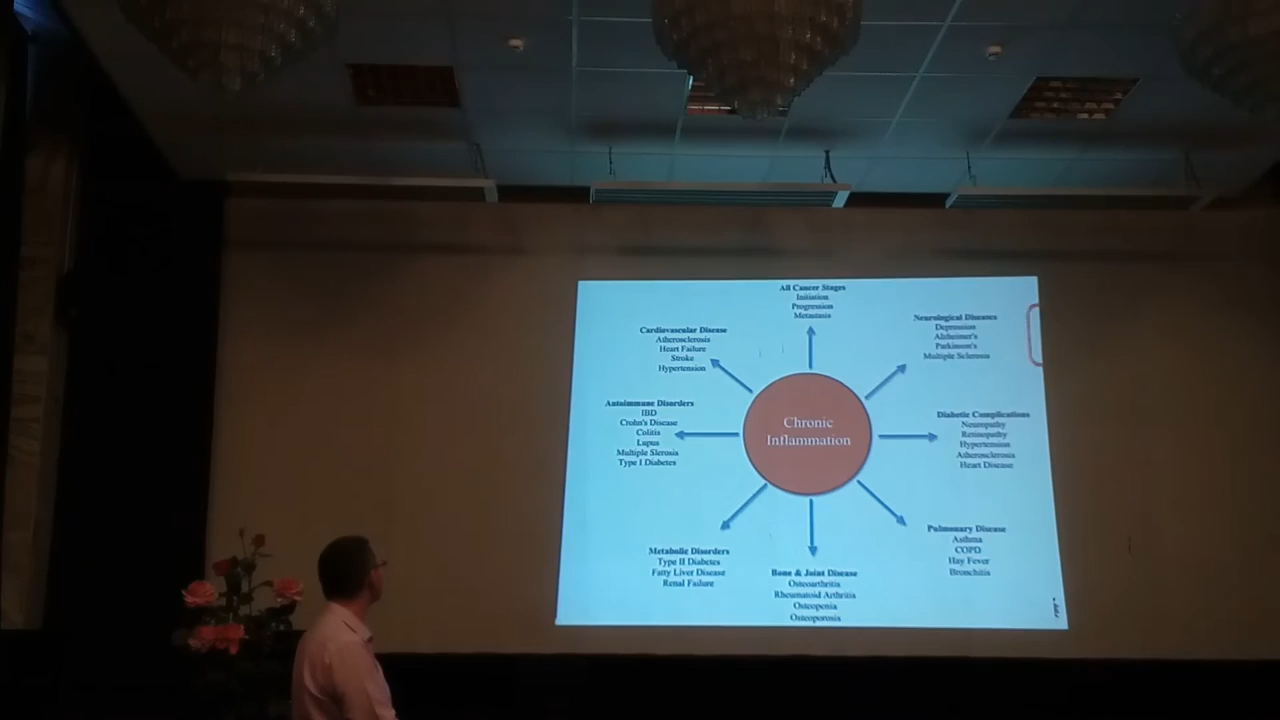 All Cancer Stages
Initiation
Progression
Metastasis
Cardiovascular Disease
Atherosclerosis
Heart Failure
Stroke
Hypertension
Neurological Diseases
Depression
Alzheimer's
Parkinson's
Multiple Sclerosis
Autoimmune Disorders
IBD
Crohn's Disease
Colitis
Lupus
Multiple Slerosis
Type I Diabetes
Chronic
Inflammation
Diabetic Complications
Neuropathy
Retinopathy
Hypertension
Atherosclerosis
Heart Disease
Metabolic Disorders
Type II Diabetes
Fatty Liver Disease
Renal Failure
Bone & Joint Disease
Osteoarthritis
Rheumatoid Arthritis
Osteopenia
Osteoporosis
Pulmonary Disease
Asthma
COPD
Hay Fever
Bronchitis